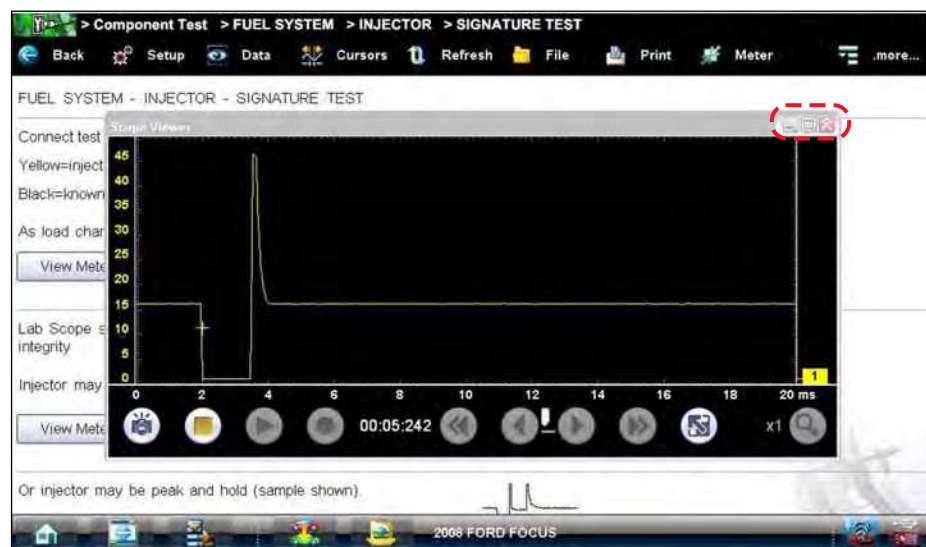 > Component Test > FUEL SYSTEM > INJECTOR > SIGNATURE TEST
Back Setup Data Cursors Refresh File Print Meter .more...
FUEL SYSTEM - INJECTOR - SIGNATURE TEST
Stage Viewer
Connect test
Yellow=inject
Black=known
As load char
View Mete
Lab Scope s
integrity
Injector may
View Mete
45
40
35
30
25
20
15
10
5
0
1
0 2 4 6 8 10 12 14 16 18 20 ms
00:05:242 x1
Or injector may be peak and hold (sample shown).
2008 FORD FOCUS